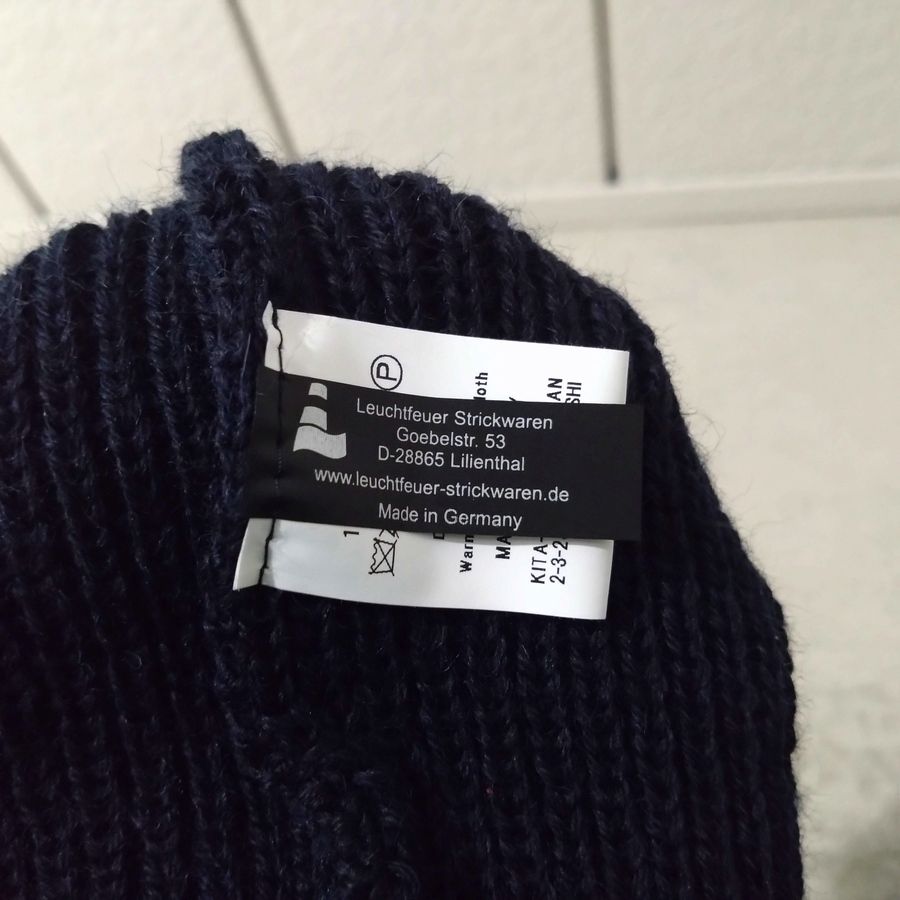 Leuchtfeuer Strickwaren
Goebelstr. 53
D-28865 Lilienthal
www.leuchtfeuer-strickwaren.de
Made in Germany
P